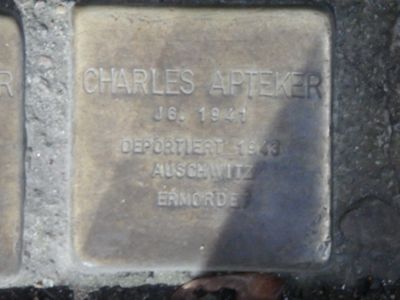 R
CHARLES APTEKER
JG. 1941
DEPORTIERT 1943
AUSCHWITZ
ERMORDET